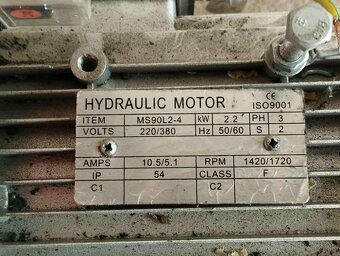 HYDRAULIC MOTOR CE ISO9001
ITEM MS90L2-4 kW 2.2 PH 3
VOLTS 220/380 Hz 50/60 S 2
AMPS 10.5/5.1 RPM 1420/1720
IP 54 CLASS F
C1 C2